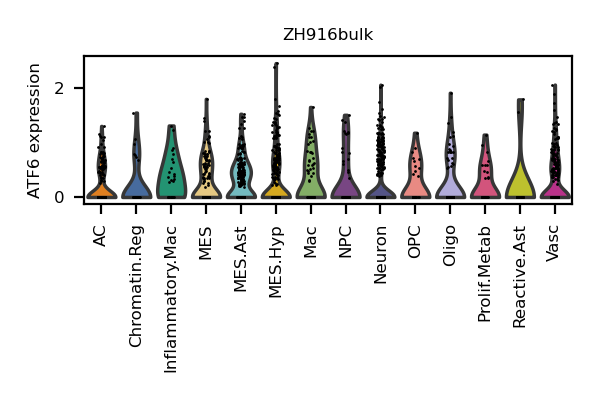 ZH916bulk
ATF6 expression
2
0
AC
Chromatin.Reg
Inflammatory.Mac
MES
MES.Ast
MES.Hyp
Mac
NPC
Neuron
OPC
Oligo
Prolif.Metab
Reactive.Ast
Vasc